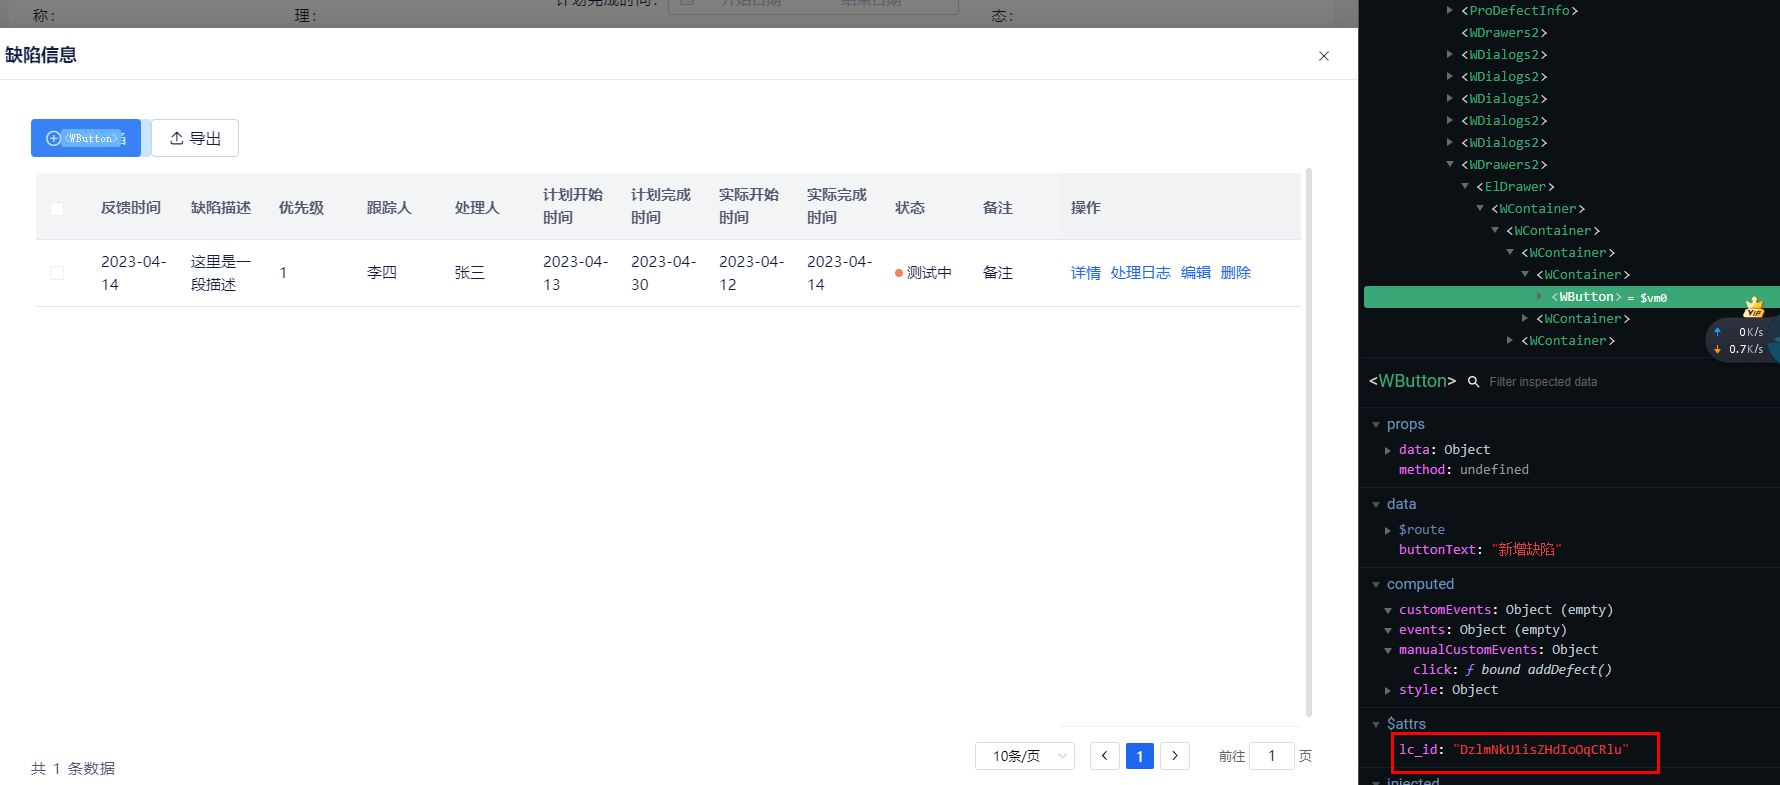 称：
理：
计划完成时间：
开始日期
结束日期
态：
缺陷信息
<WButton>
导出
反馈时间
缺陷描述
优先级
跟踪人
处理人
计划开始
时间
计划完成
时间
实际开始
时间
实际完成
时间
状态
备注
操作
2023-04-
14
这里是一
段描述
1
李四
张三
2023-04-
13
2023-04-
30
2023-04-
12
2023-04-
14
测试中
备注
详情 处理日志 编辑 删除
共 1 条数据
10条/页
1
前往 1 页
<ProDefectInfo>
<WDrawers2>
<WDialogs2>
<WDialogs2>
<WDialogs2>
<WDialogs2>
<WDialogs2>
<WDrawers2>
<ElDrawer>
<WContainer>
<WContainer>
<WContainer>
<WContainer>
<WButton> = $vm0
<WContainer>
<WContainer>
VIP
0K/s
0.7K/s
<WButton>
Filter inspected data
props
data: Object
method: undefined
data
$route
buttonText: "新增缺陷"
computed
customEvents: Object (empty)
events: Object (empty)
manualCustomEvents: Object
click: ƒ bound addDefect()
style: Object
$attrs
lc_id: "DzlmNkU1isZHdIoOqCRlu"
injected